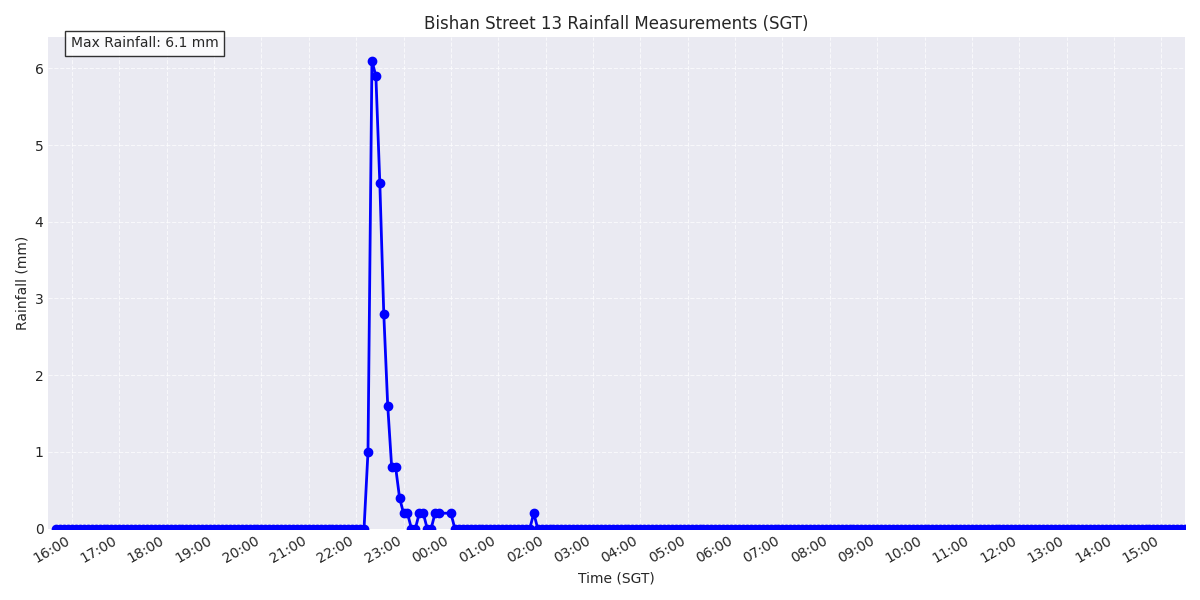 Bishan Street 13 Rainfall Measurements (SGT)
Max Rainfall: 6.1 mm
Rainfall (mm)
6
5
4
3
2
1
0
16:00 17:00 18:00 19:00 20:00 21:00 22:00 23:00 00:00 01:00 02:00 03:00 04:00 05:00 06:00 07:00 08:00 09:00 10:00 11:00 12:00 13:00 14:00 15:00
Time (SGT)